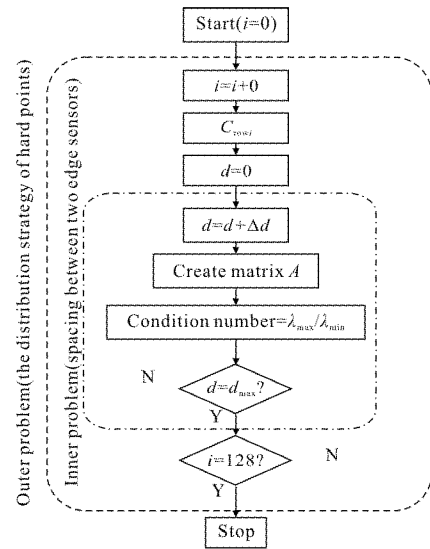 Start(i=0)
i=i+0
C_rowi
d=0
d=d+Δd
Create matrix A
Condition number=λmax/λmin
N
d=dmax?
Y
i=128?
N
Y
Stop
Outer problem(the distribution strategy of hard points)
Inner problem(spacing between two edge sensors)